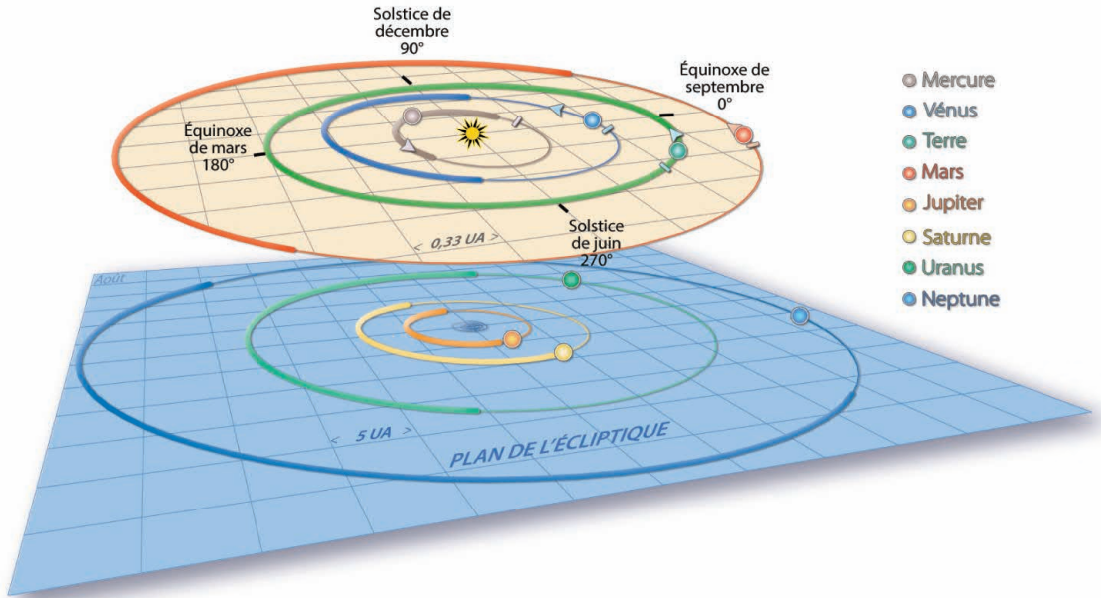 Solstice de
décembre
90°
Équinoxe de
septembre
0°
Équinoxe
de mars
180°
Solstice
de juin
270°
< 0,33 UA >
Août
< 5 UA >
PLAN DE L'ÉCLIPTIQUE
Mercure
Vénus
Terre
Mars
Jupiter
Saturne
Uranus
Neptune